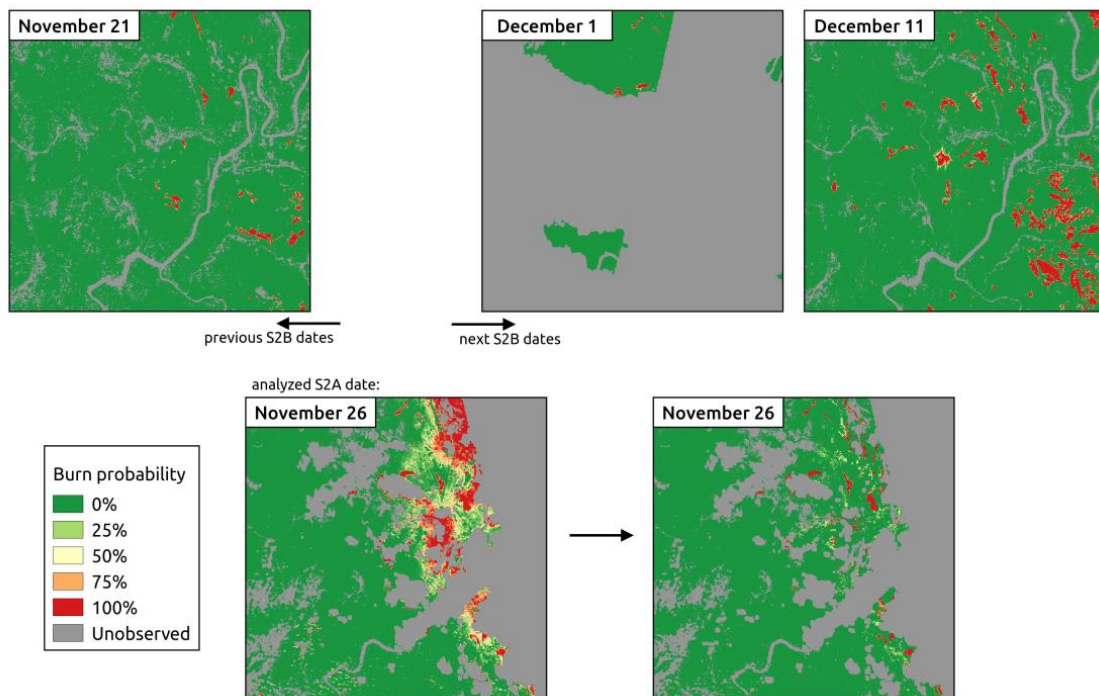 November 21
December 1
December 11
previous S2B dates
next S2B dates
analyzed S2A date:
November 26
November 26
Burn probability
0%
25%
50%
75%
100%
Unobserved